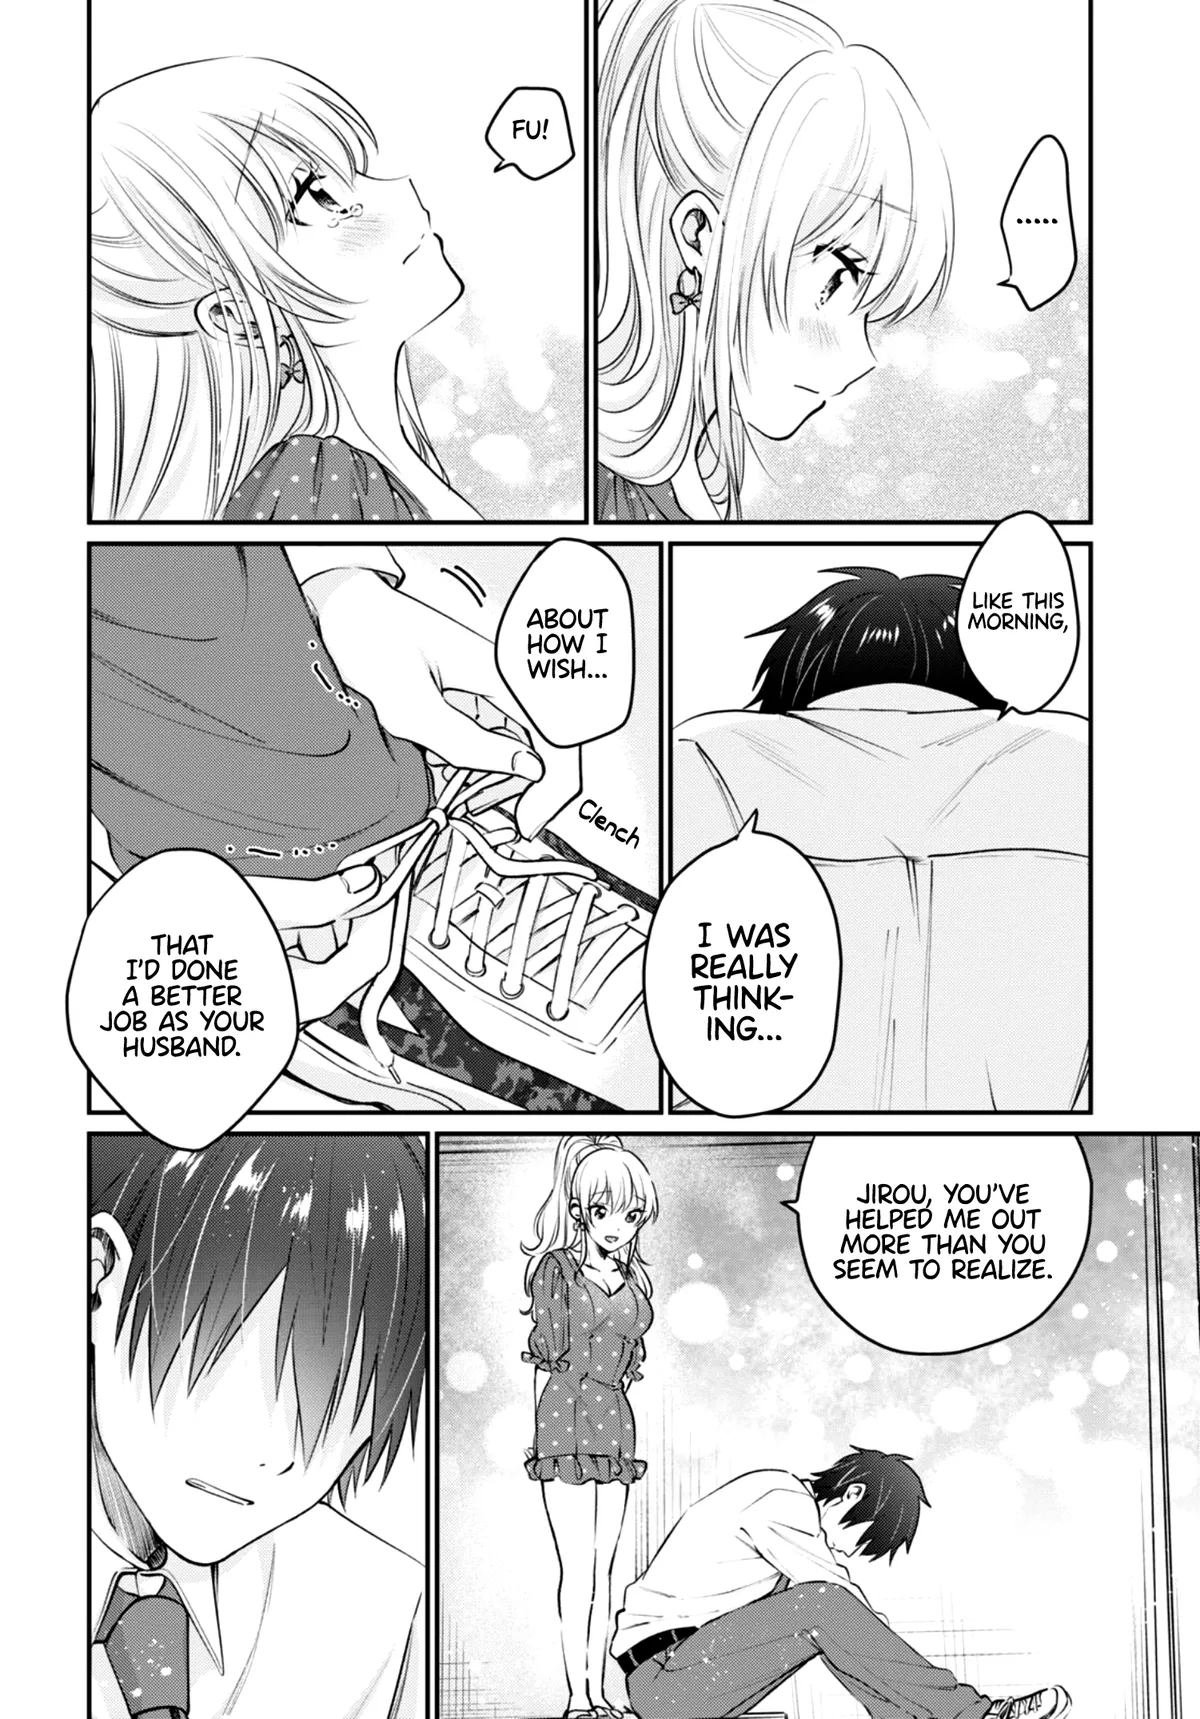 .....
FU!
LIKE THIS
MORNING,
I WAS
REALLY
THINK-
ING...
ABOUT
HOW I
WISH...
Clench
THAT
I'D DONE
A BETTER
JOB AS YOUR
HUSBAND.
JIROU, YOU'VE
HELPED ME OUT
MORE THAN YOU
SEEM TO REALIZE.